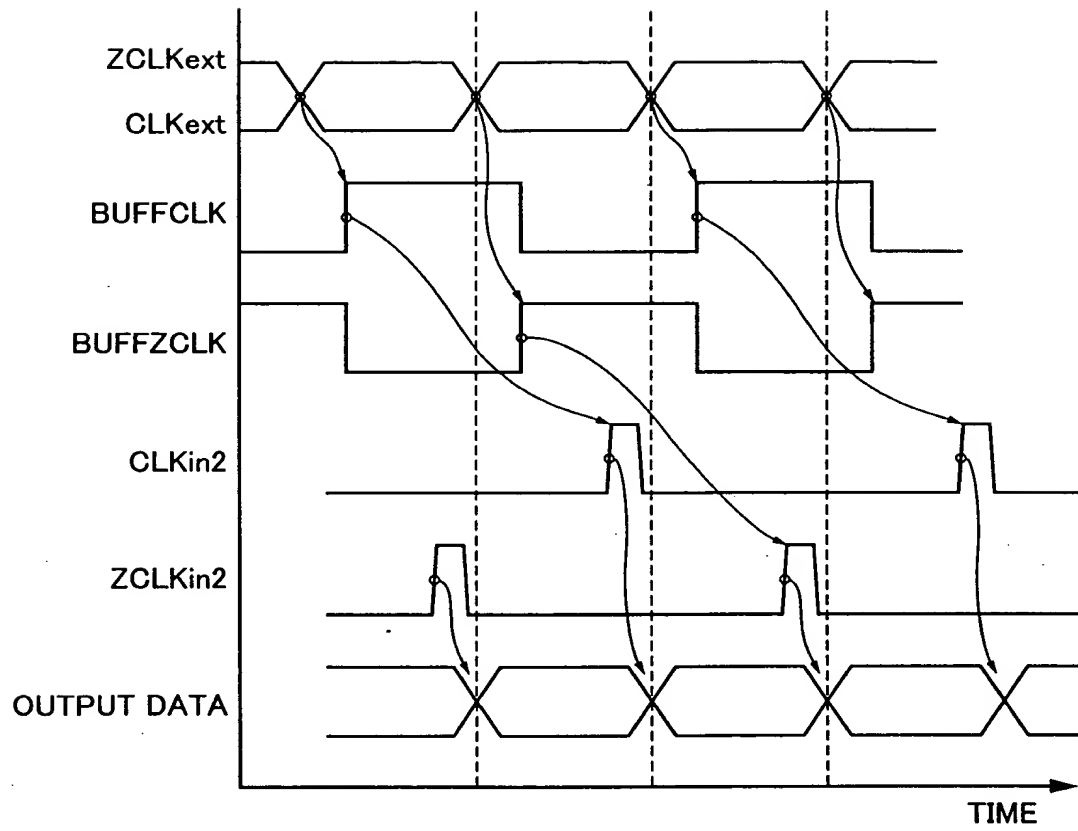 ZCLKext
CLKext
BUFFCLK
BUFFZCLK
CLKin2
ZCLKin2
OUTPUT DATA
TIME